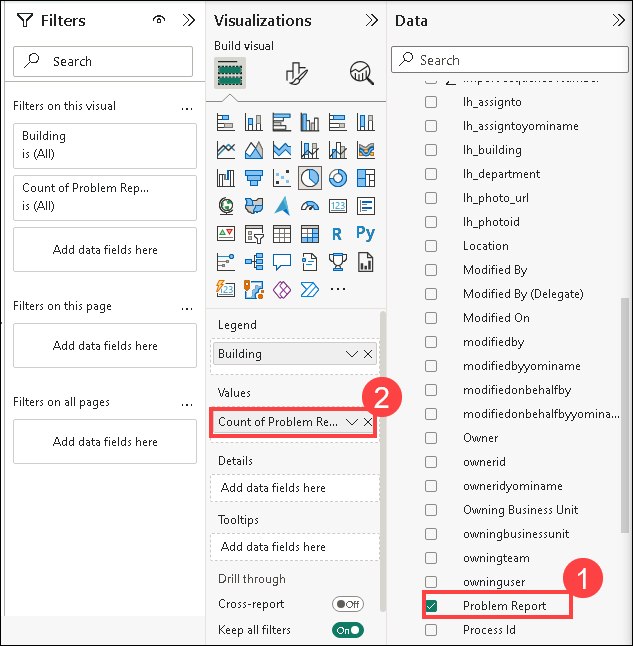 Filters
Search
Filters on this visual
...
Building
is (All)
Count of Problem Rep...
is (All)
Add data fields here
Filters on this page
...
Add data fields here
Filters on all pages
...
Add data fields here
Visualizations
Build visual
123
R
Py
...
Legend
Building
Values
2
Count of Problem Re...
Details
Add data fields here
Tooltips
Add data fields here
Drill through
Cross-report
Off
Keep all filters
On
Data
Search
lh_assignto
lh_assigntoyominame
lh_building
lh_department
lh_photo_url
lh_photoid
Location
Modified By
Modified By (Delegate)
Modified On
modifiedby
modifiedbyyominame
modifiedonbehalfby
modifiedonbehalfbyyomina...
Owner
ownerid
owneridyominame
Owning Business Unit
owningbusinessunit
owningteam
owninguser
1
Problem Report
Process Id